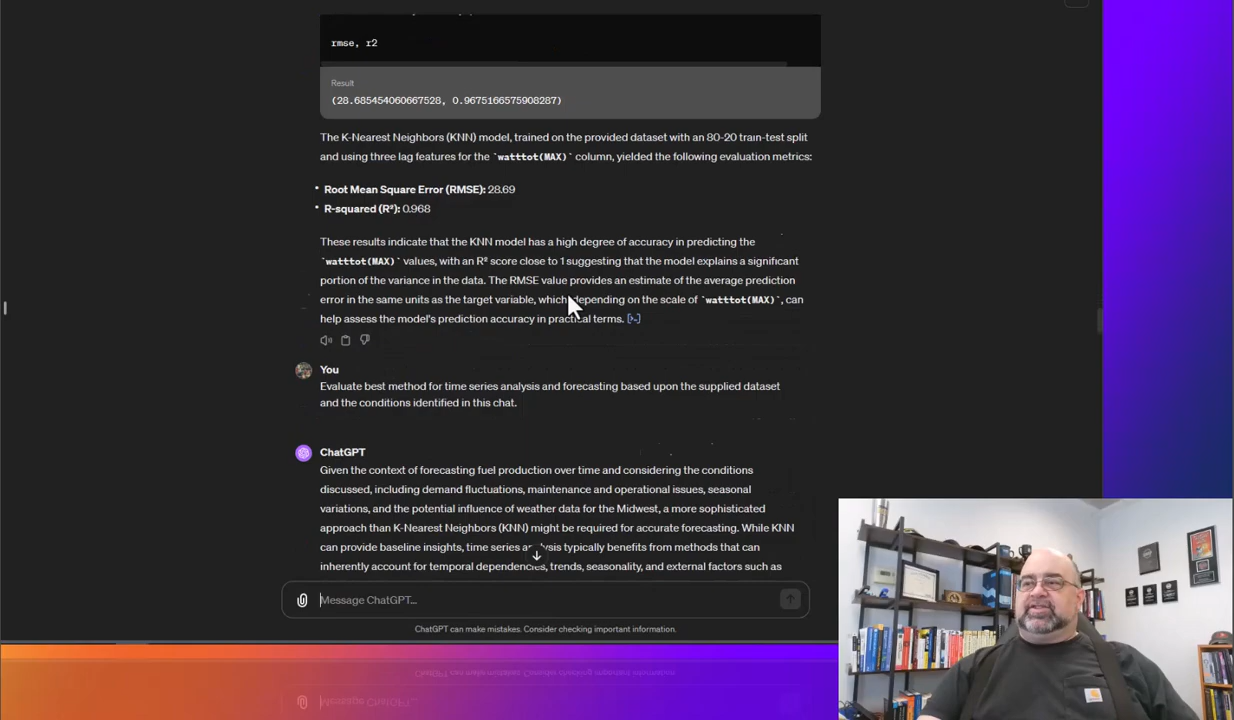 rmse, r2
Result
(28.685454060667528, 0.9675166575908287)
The K-Nearest Neighbors (KNN) model, trained on the provided dataset with an 80-20 train-test split
and using three lag features for the `watttot(MAX)` column, yielded the following evaluation metrics:
• Root Mean Square Error (RMSE): 28.69
• R-squared (R²): 0.968
These results indicate that the KNN model has a high degree of accuracy in predicting the
`watttot(MAX)` values, with an R² score close to 1 suggesting that the model explains a significant
portion of the variance in the data. The RMSE value provides an estimate of the average prediction
error in the same units as the target variable, which, depending on the scale of `watttot(MAX)`, can
help assess the model's prediction accuracy in practical terms. [>-]
You
Evaluate best method for time series analysis and forecasting based upon the supplied dataset
and the conditions identified in this chat.
ChatGPT
Given the context of forecasting fuel production over time and considering the conditions
discussed, including demand fluctuations, maintenance and operational issues, seasonal
variations, and the potential influence of weather data for the Midwest, a more sophisticated
approach than K-Nearest Neighbors (KNN) might be required for accurate forecasting. While KNN
can provide baseline insights, time series analysis typically benefits from methods that can
inherently account for temporal dependencies, trends, seasonality, and external factors such as
Message ChatGPT...
ChatGPT can make mistakes. Consider checking important information.
ChatGPT can make mistakes. Consider checking important information.
Message ChatGPT...